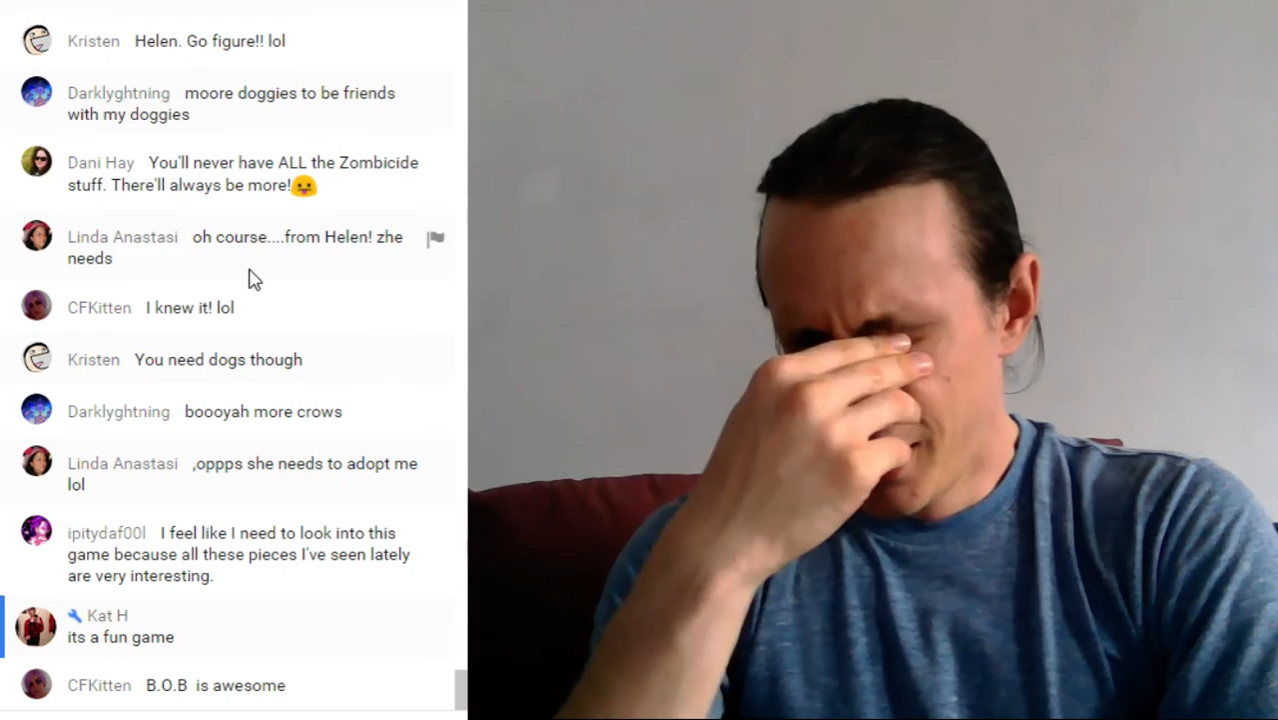 Kristen Helen. Go figure!! lol
Darklyghtning moore doggies to be friends
with my doggies
Dani Hay You'll never have ALL the Zombicide
stuff. There'll always be more!😛
Linda Anastasi oh course....from Helen! zhe
needs
CFKitten I knew it! lol
Kristen You need dogs though
Darklyghtning boooyah more crows
Linda Anastasi ,oppps she needs to adopt me
lol
ipitydaf00l I feel like I need to look into this
game because all these pieces I've seen lately
are very interesting.
Kat H
its a fun game
CFKitten B.O.B is awesome